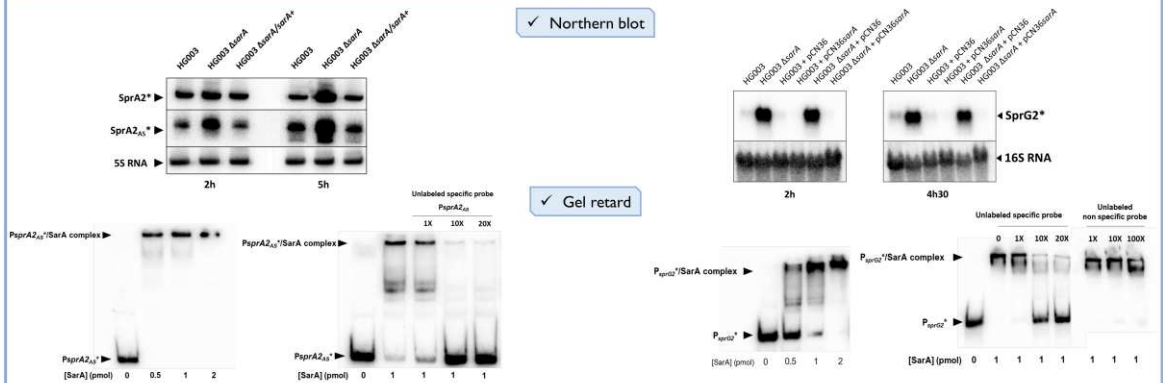 ✓ Northern blot
HG003
HG003 ΔsarA
HG003 ΔsarA/sarA+
HG003
HG003 ΔsarA
HG003 ΔsarA/sarA+
SprA2*
SprA2AS*
5S RNA
2h 5h
HG003
HG003 ΔsarA
HG003 + pCN36
HG003 + pCN36sarA
HG003 ΔsarA + pCN36
HG003 ΔsarA + pCN36sarA
HG003
HG003 ΔsarA
HG003 + pCN36
HG003 + pCN36sarA
HG003 ΔsarA + pCN36
HG003 ΔsarA + pCN36sarA
SprG2*
16S RNA
2h 4h30
✓ Gel retard
PsprA2AS*/SarA complex
PsprA2AS*
[SarA] (pmol) 0 0.5 1 2
Unlabeled specific probe
PsprA2AS
1X 10X 20X
PsprA2AS*/SarA complex
PsprA2AS*
[SarA] (pmol) 0 1 1 1 1
PsprG2*/SarA complex
PsprG2*
[SarA] (pmol) 0 0.5 1 2
Unlabeled specific probe
Unlabeled
non specific probe
0 1X 10X 20X 1X 10X 100X
PsprG2*/SarA complex
PsprG2*
[SarA] (pmol) 0 1 1 1 1 1 1 1